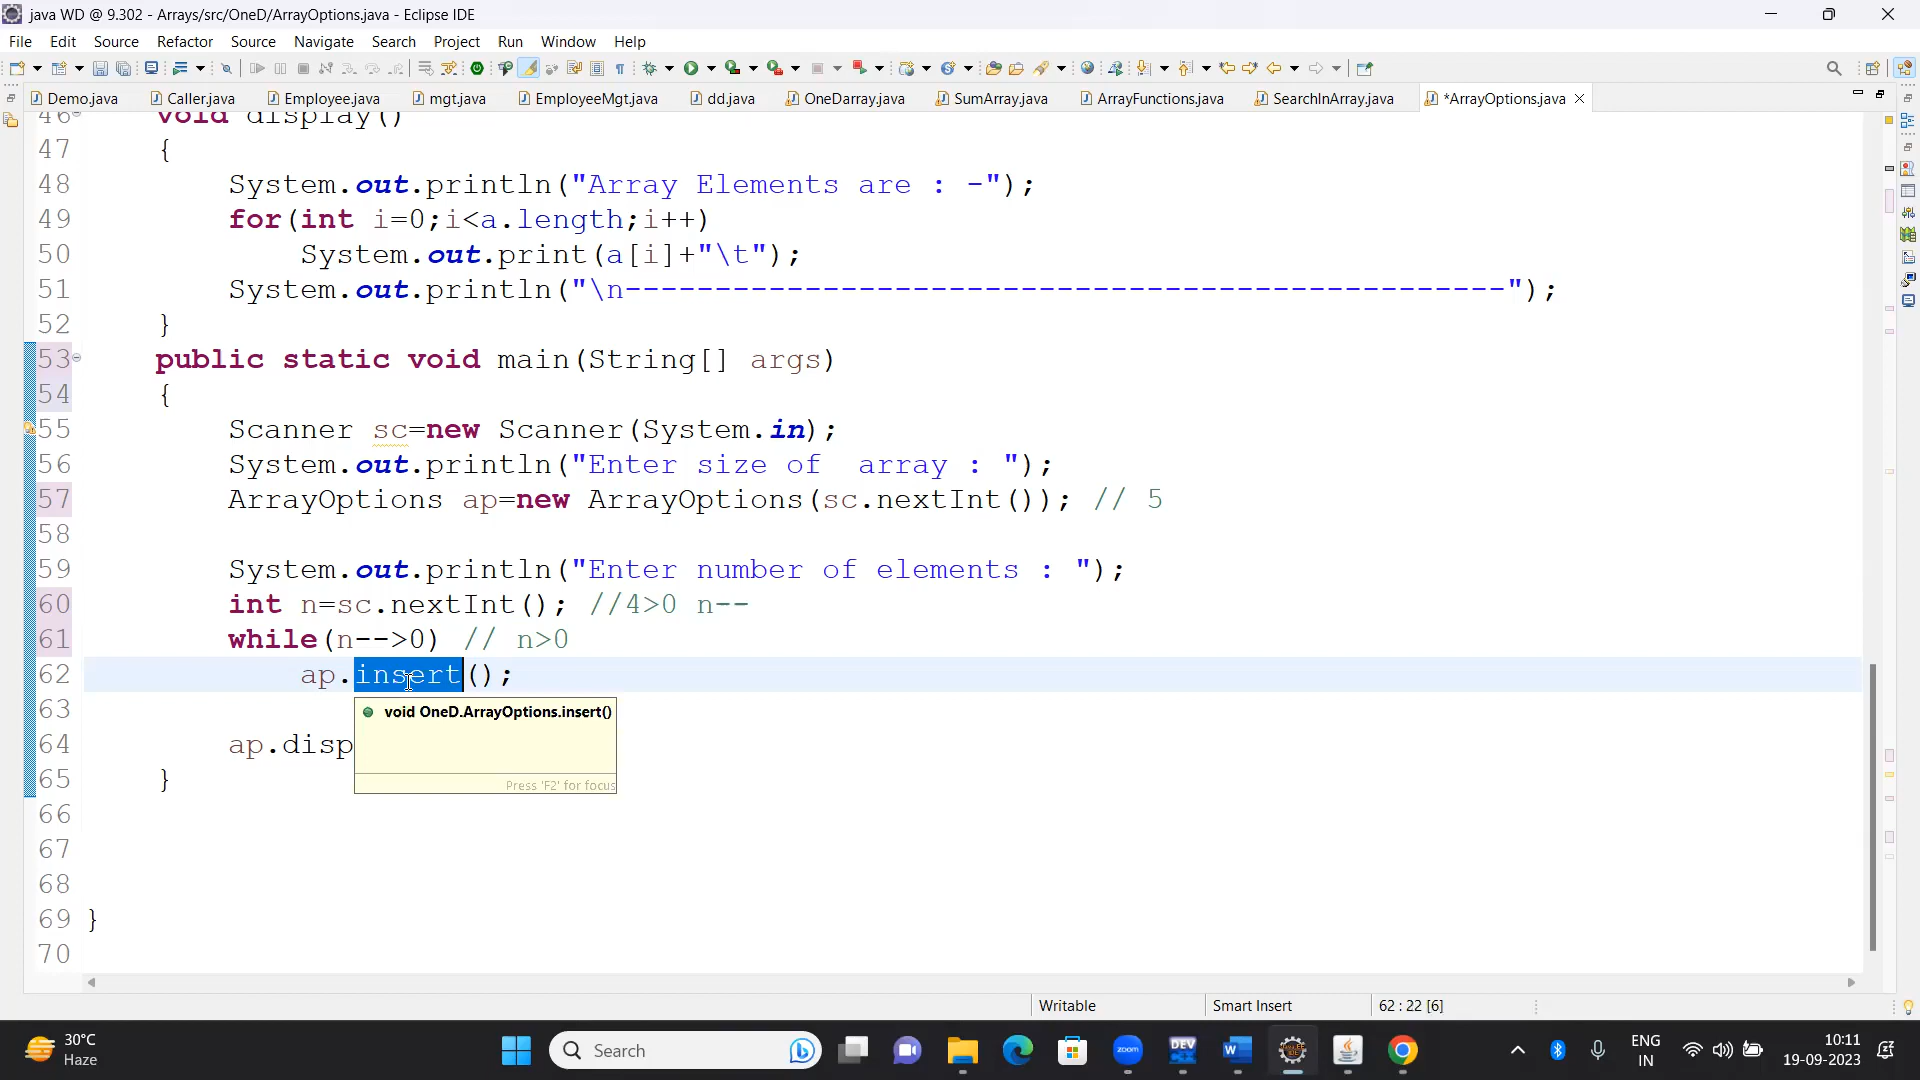 java WD @ 9.302 - Arrays/src/OneD/ArrayOptions.java - Eclipse IDE
File Edit Source Refactor Source Navigate Search Project Run Window Help
Demo.java Caller.java Employee.java mgt.java EmployeeMgt.java dd.java OneDarray.java SumArray.java ArrayFunctions.java SearchInArray.java *ArrayOptions.java
46 void display()
47 {
48 System.out.println("Array Elements are : -");
49 for(int i=0;i<a.length;i++)
50 System.out.print(a[i]+"\t");
51 System.out.println("\n-------------------------------------------------");
52 }
53 public static void main(String[] args)
54 {
55 Scanner sc=new Scanner(System.in);
56 System.out.println("Enter size of  array : ");
57 ArrayOptions ap=new ArrayOptions(sc.nextInt()); // 5
58
59 System.out.println("Enter number of elements : ");
60 int n=sc.nextInt(); //4>0 n--
61 while(n-->0) // n>0
62 ap.insert();
63
void OneD.ArrayOptions.insert()
64 ap.disp
Press 'F2' for focus
65 }
66
67
68
69 }
70
Writable Smart Insert 62 : 22 [6]
30°C
Haze
Search
zoom
DEV
ENG
IN
10:11
19-09-2023